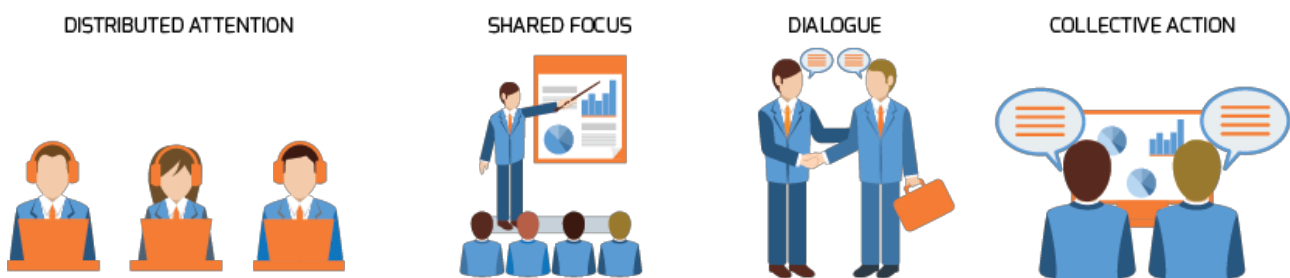 DISTRIBUTED ATTENTION
SHARED FOCUS
DIALOGUE
COLLECTIVE ACTION